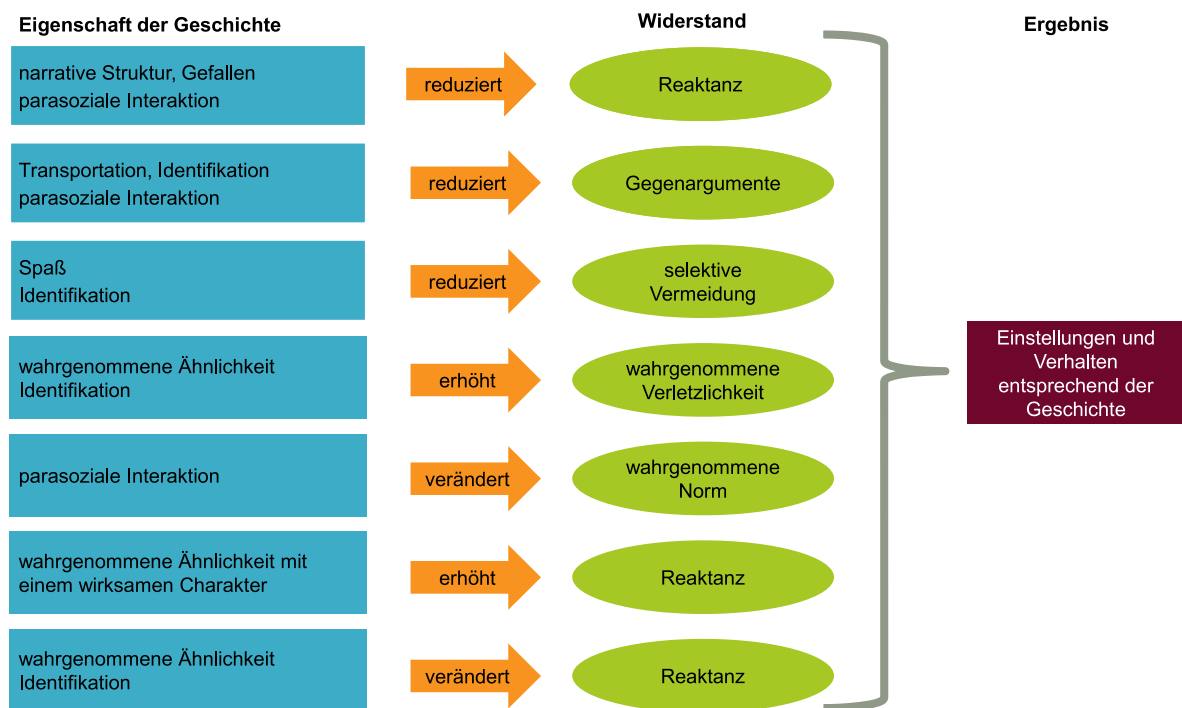 Eigenschaft der Geschichte
Widerstand
Ergebnis
narrative Struktur, Gefallen
parasoziale Interaktion
reduziert
Reaktanz
Transportation, Identifikation
parasoziale Interaktion
reduziert
Gegenargumente
Spaß
Identifikation
reduziert
selektive
Vermeidung
wahrgenommene Ähnlichkeit
Identifikation
erhöht
wahrgenommene
Verletzlichkeit
parasoziale Interaktion
verändert
wahrgenommene
Norm
wahrgenommene Ähnlichkeit mit
einem wirksamen Charakter
erhöht
Reaktanz
wahrgenommene Ähnlichkeit
Identifikation
verändert
Reaktanz
Einstellungen und
Verhalten
entsprechend der
Geschichte